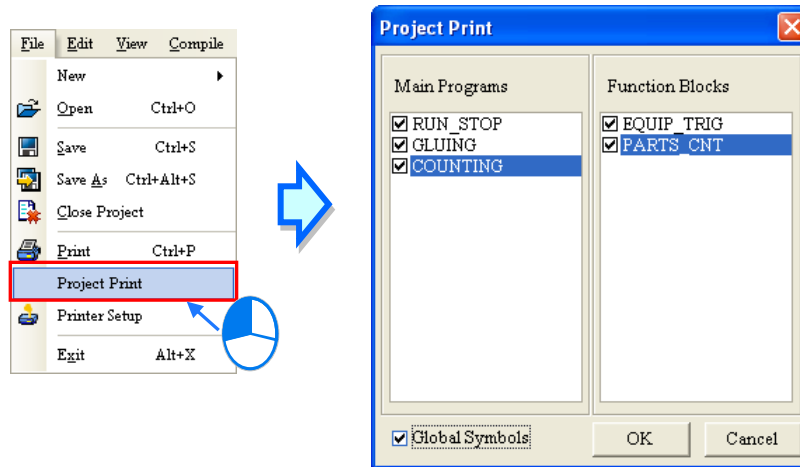 File Edit View Compile
New
Open Ctrl+O
Save Ctrl+S
Save As Ctrl+Alt+S
Close Project
Print Ctrl+P
Project Print
Printer Setup
Exit Alt+X
Project Print
Main Programs
RUN_STOP
GLUING
COUNTING
Function Blocks
EQUIP_TRIG
PARTS_CNT
Global Symbols
OK
Cancel